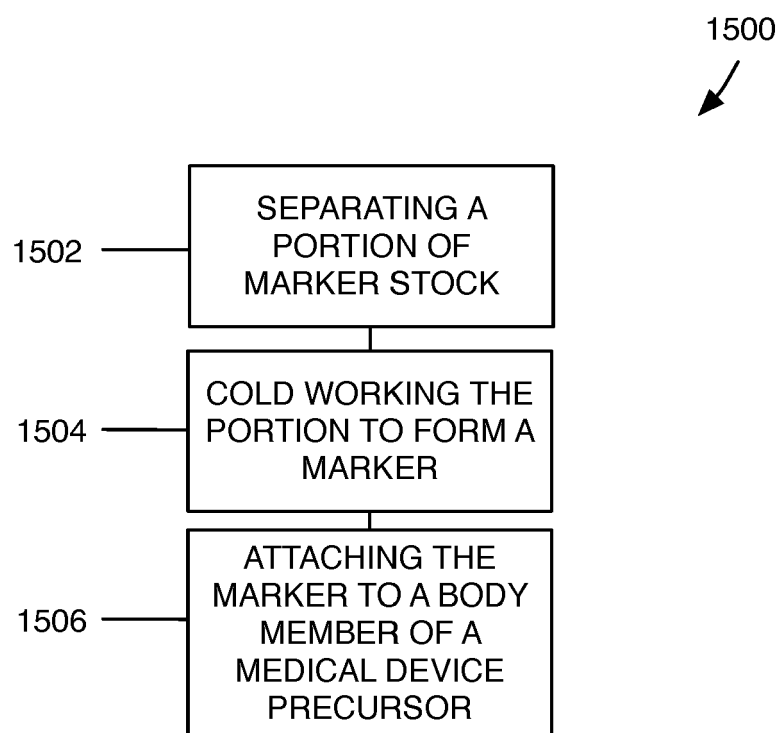 1500
SEPARATING A
PORTION OF
MARKER STOCK
1502
COLD WORKING THE
PORTION TO FORM A
MARKER
1504
ATTACHING THE
MARKER TO A BODY
MEMBER OF A
MEDICAL DEVICE
PRECURSOR
1506